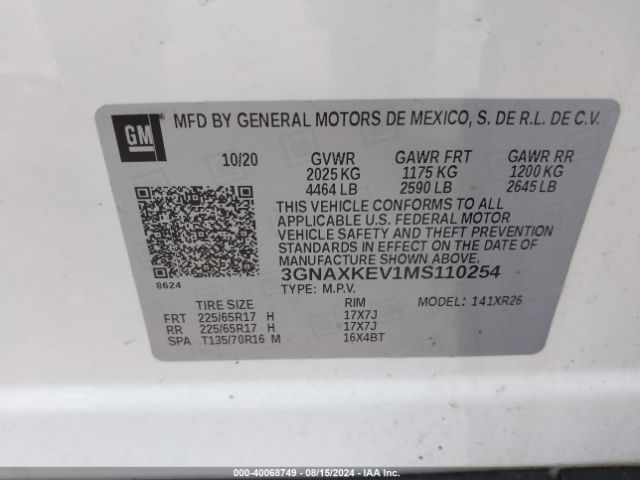 GM MFD BY GENERAL MOTORS DE MEXICO, S. DE R.L. DE C.V.
10/20 GVWR GAWR FRT GAWR RR
2025 KG 1175 KG 1200 KG
4464 LB 2590 LB 2645 LB
THIS VEHICLE CONFORMS TO ALL
APPLICABLE U.S. FEDERAL MOTOR
VEHICLE SAFETY AND THEFT PREVENTION
STANDARDS IN EFFECT ON THE DATE OF
MANUFACTURE SHOWN ABOVE.
3GNAXKEV1MS110254
8624 TYPE: M.P.V. MODEL: 141XR26
TIRE SIZE RIM
FRT 225/65R17 H 17X7J
RR 225/65R17 H 17X7J
SPA T135/70R16 M 16X4BT
000-40068749 - 08/15/2024 - IAA Inc.